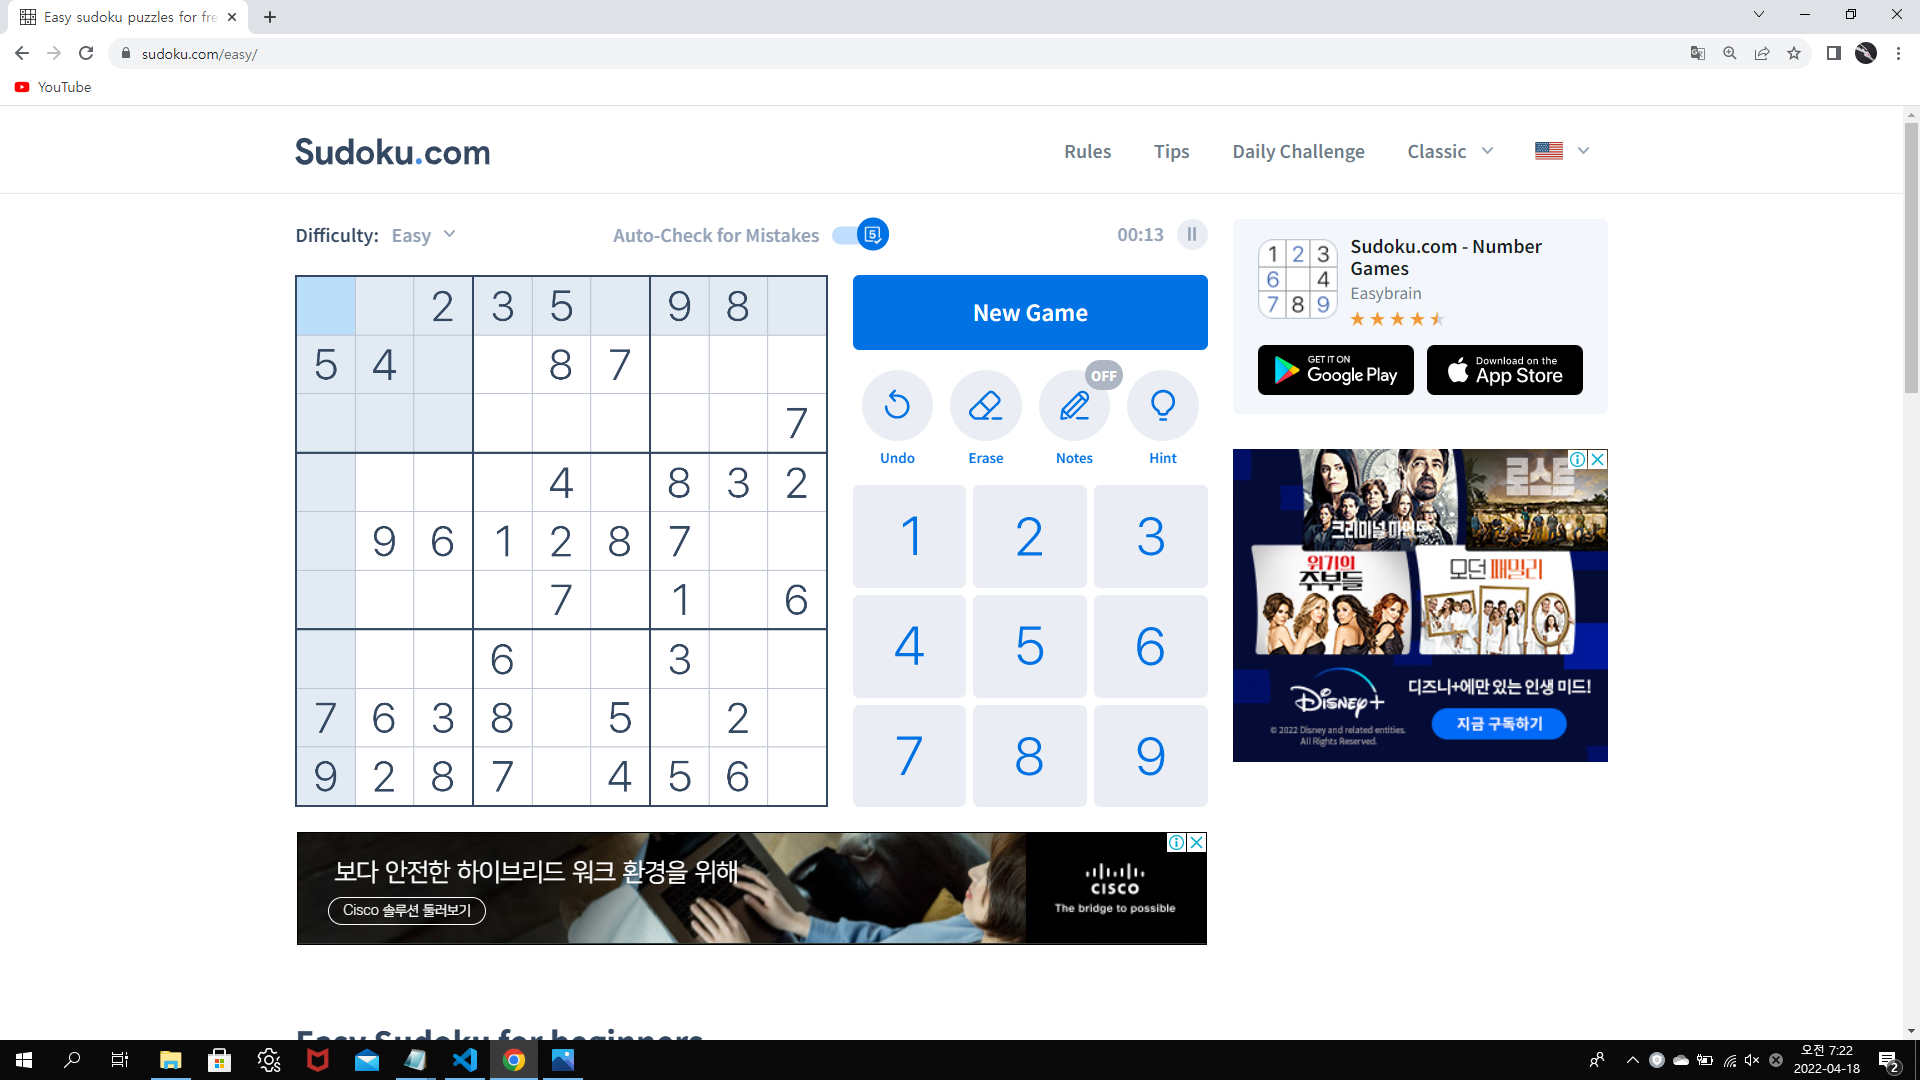 Easy sudoku puzzles for fre
sudoku.com/easy/
YouTube
Sudoku.com
Rules
Tips
Daily Challenge
Classic
Difficulty: Easy
Auto-Check for Mistakes
5
00:13
2 3 5 9 8
5 4 8 7
7
4 8 3 2
9 6 1 2 8 7
7 1 6
6 3
7 6 3 8 5 2
9 2 8 7 4 5 6
New Game
OFF
Undo
Erase
Notes
Hint
1 2 3
4 5 6
7 8 9
1 2 3
6 4
7 8 9
Sudoku.com - Number
Games
Easybrain
GET IT ON
Google Play
Download on the
App Store
크리미널 마인드
로스트
위기의
주부들
모던 패밀리
Disney+
디즈니+에만 있는 인생 미드!
지금 구독하기
© 2022 Disney and related entities.
All Rights Reserved.
보다 안전한 하이브리드 워크 환경을 위해
Cisco 솔루션 둘러보기
CISCO
The bridge to possible
Easy Sudoku for beginners
오전 7:22
2022-04-18
2